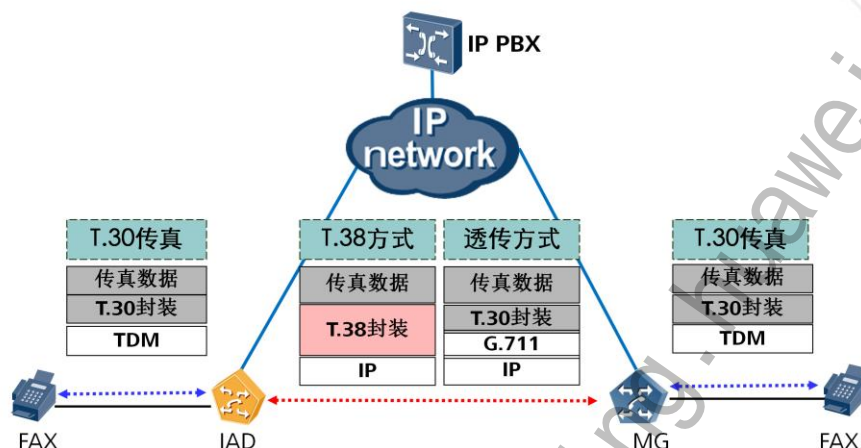 IP PBX
IP
network
T.30传真
传真数据
T.30封装
TDM
T.38方式
传真数据
T.38封装
IP
透传方式
传真数据
T.30封装
G.711
IP
T.30传真
传真数据
T.30封装
TDM
FAX
IAD
MG
FAX
ng.huawei